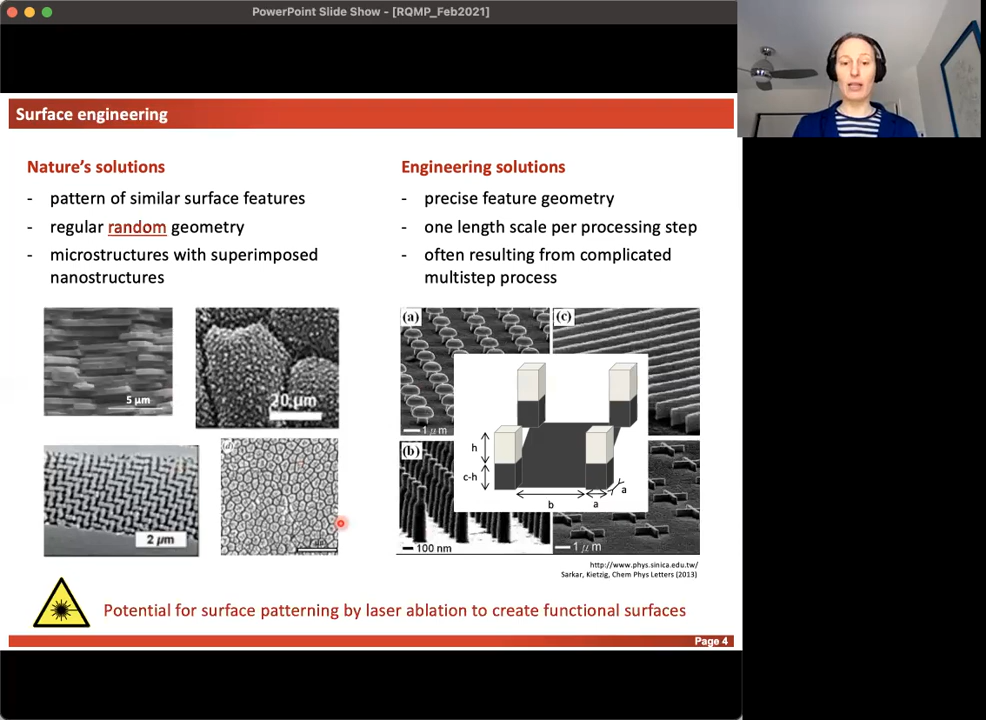 PowerPoint Slide Show - [RQMP_Feb2021]
Surface engineering
Nature's solutions
- pattern of similar surface features
- regular random geometry
- microstructures with superimposed
nanostructures
5 μm
20 μm
2 μm
Engineering solutions
- precise feature geometry
- one length scale per processing step
- often resulting from complicated
multistep process
(a)
(c)
1 μm
(b)
h
c-h
b
a
a
100 nm
1 μm
http://www.phys.sinica.edu.tw/
Sarkar, Kietzig, Chem Phys Letters (2013)
Potential for surface patterning by laser ablation to create functional surfaces
Page 4